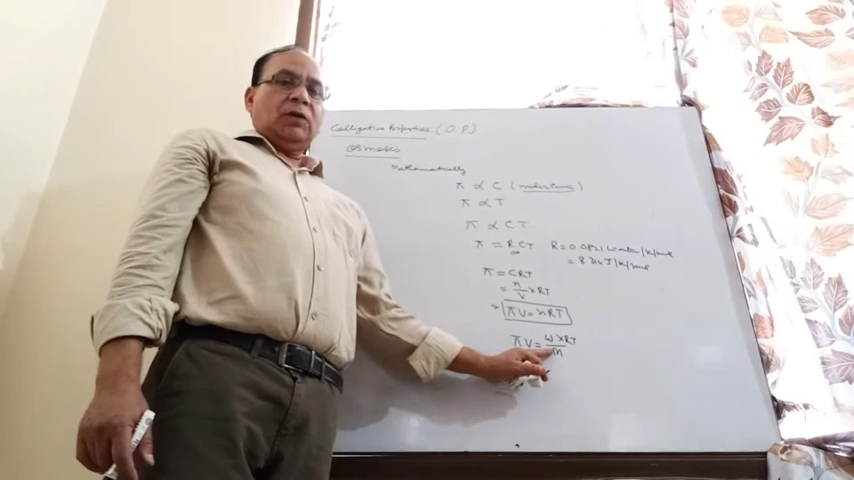 Colligative Properties (O.P)
Osmosis
Mathematically
π ∝ C (molarity)
π ∝ T
π ∝ CT
π = RCT R = 0.0821 L atm/K/mol
= 8.314 J/K/mol
π = CRT
= n/V × RT
πV = nRT
πV = W × RT / m